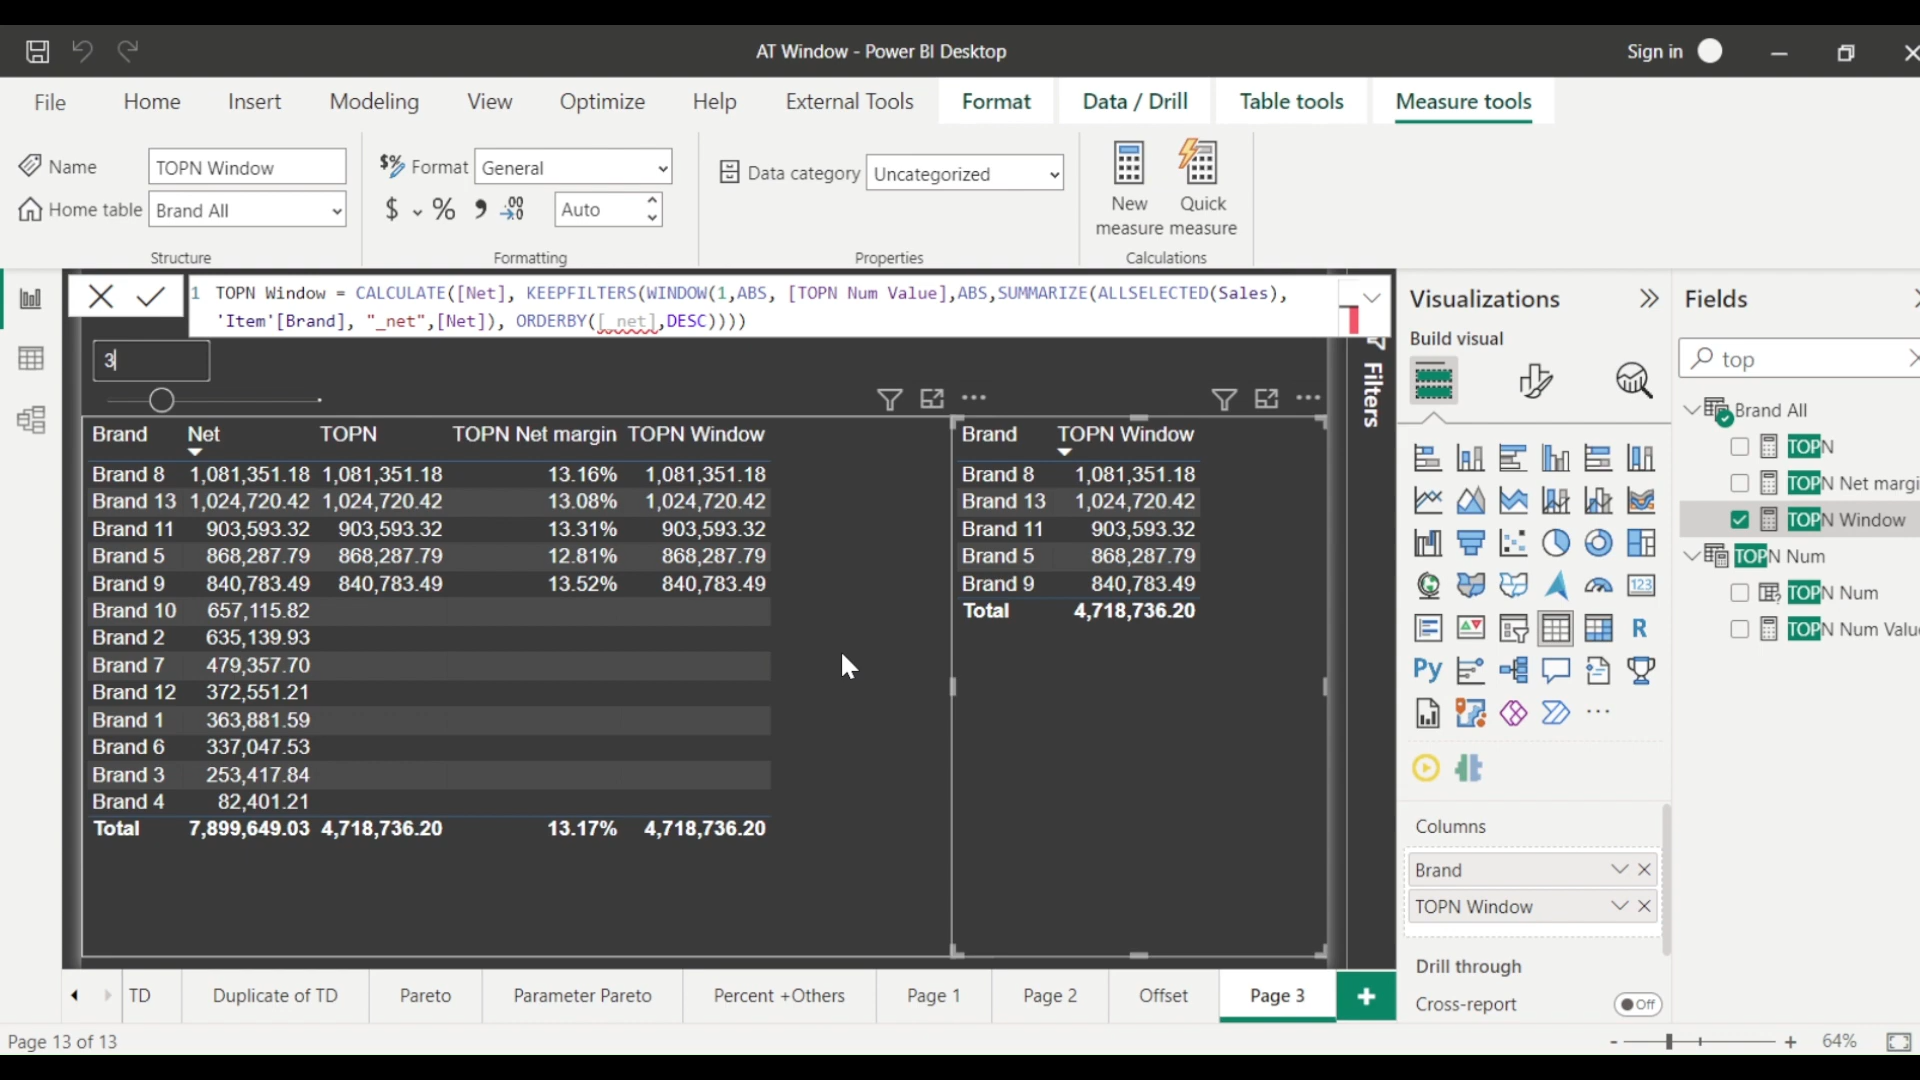 AT Window - Power BI Desktop
Sign in
File Home Insert Modeling View Optimize Help External Tools Format Data / Drill Table tools Measure tools
Name TOPN Window
Home table Brand All
Structure
$% Format General
$ % 9 .00 Auto
Formatting
Data category Uncategorized
Properties
New measure
Quick measure
Calculations
1 TOPN Window = CALCULATE([Net], KEEPFILTERS(WINDOW(1,ABS, [TOPN Num Value],ABS,SUMMARIZE(ALLSELECTED(Sales),
'Item'[Brand], "_net",[Net]), ORDERBY([_net],DESC))))
3
Brand Net TOPN TOPN Net margin TOPN Window
Brand 8 1,081,351.18 1,081,351.18 13.16% 1,081,351.18
Brand 13 1,024,720.42 1,024,720.42 13.08% 1,024,720.42
Brand 11 903,593.32 903,593.32 13.31% 903,593.32
Brand 5 868,287.79 868,287.79 12.81% 868,287.79
Brand 9 840,783.49 840,783.49 13.52% 840,783.49
Brand 10 657,115.82
Brand 2 635,139.93
Brand 7 479,357.70
Brand 12 372,551.21
Brand 1 363,881.59
Brand 6 337,047.53
Brand 3 253,417.84
Brand 4 82,401.21
Total 7,899,649.03 4,718,736.20 13.17% 4,718,736.20
Brand TOPN Window
Brand 8 1,081,351.18
Brand 13 1,024,720.42
Brand 11 903,593.32
Brand 5 868,287.79
Brand 9 840,783.49
Total 4,718,736.20
Filters
Visualizations
Build visual
123
R
Py
Columns
Brand
TOPN Window
Drill through
Cross-report Off
Fields
top
Brand All
TOPN
TOPN Net margi
TOPN Window
TOPN Num
TOPN Num
TOPN Num Valu
TD Duplicate of TD Pareto Parameter Pareto Percent +Others Page 1 Page 2 Offset Page 3 +
Page 13 of 13
- + 64%